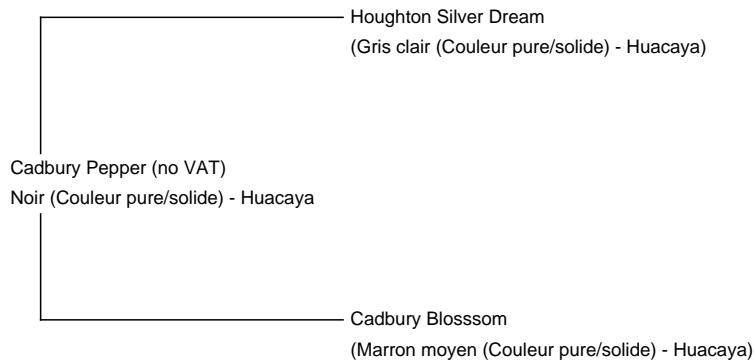 Houghton Silver Dream
(Gris clair (Couleur pure/solide) - Huacaya)
Cadbury Pepper (no VAT)
Noir (Couleur pure/solide) - Huacaya
Cadbury Blosssom
(Marron moyen (Couleur pure/solide) - Huacaya)